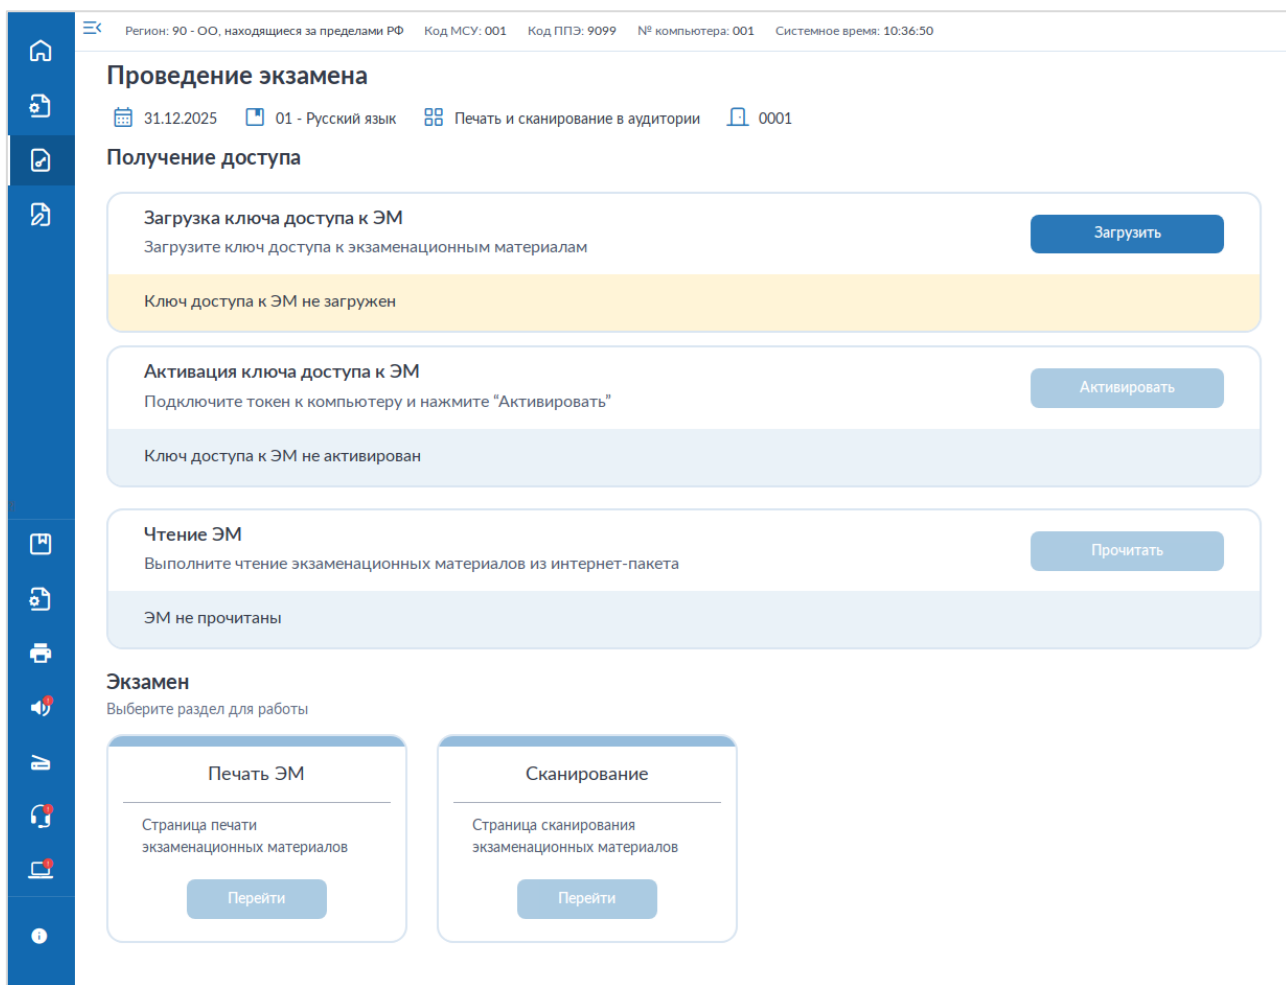 Регион: 90 - ОО, находящиеся за пределами РФ Код МСУ: 001 Код ППЭ: 9099 № компьютера: 001 Системное время: 10:36:50
Проведение экзамена
31.12.2025 01 - Русский язык Печать и сканирование в аудитории 0001
Получение доступа
Загрузка ключа доступа к ЭМ
Загрузите ключ доступа к экзаменационным материалам
Загрузить
Ключ доступа к ЭМ не загружен
Активация ключа доступа к ЭМ
Подключите токен к компьютеру и нажмите “Активировать”
Активировать
Ключ доступа к ЭМ не активирован
Чтение ЭМ
Выполните чтение экзаменационных материалов из интернет-пакета
Прочитать
ЭМ не прочитаны
Экзамен
Выберите раздел для работы
Печать ЭМ
Страница печати
экзаменационных материалов
Перейти
Сканирование
Страница сканирования
экзаменационных материалов
Перейти